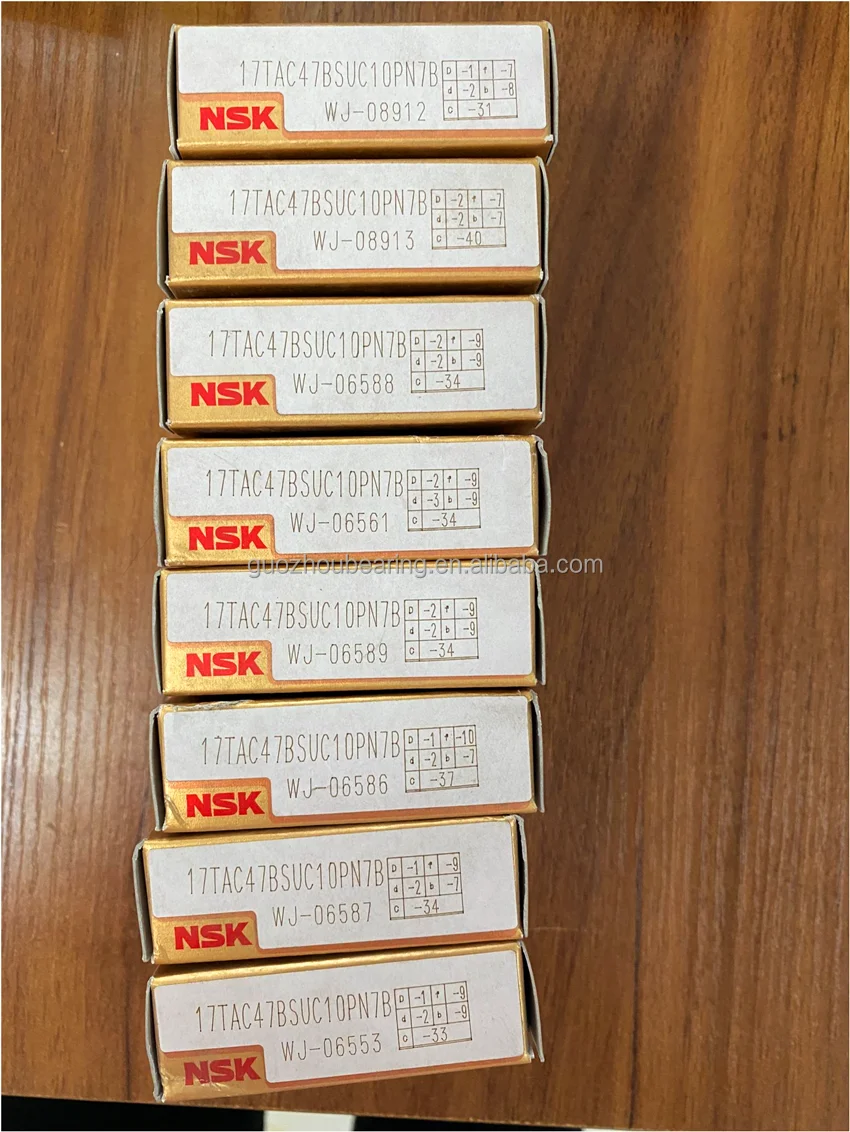 17TAC47BSUC10PN7B
D -1 f -7
d -2 b -8
c -31
NSK
WJ-08912
17TAC47BSUC10PN7B
D -2 f -7
d -2 b -7
c -40
NSK
WJ-08913
17TAC47BSUC10PN7B
D -2 f -9
d -2 b -9
c -34
NSK
WJ-06588
17TAC47BSUC10PN7B
D -2 f -9
d -3 b -9
c -34
NSK
WJ-06561
guozhoubearing.en.alibaba.com
17TAC47BSUC10PN7B
D -2 f -9
d -2 b -9
c -34
NSK
WJ-06589
17TAC47BSUC10PN7B
D -1 f -10
d -2 b -7
c -37
NSK
WJ-06586
17TAC47BSUC10PN7B
D -1 f -9
d -2 b -7
c -34
NSK
WJ-06587
17TAC47BSUC10PN7B
D -1 f -9
d -2 b -9
c -33
NSK
WJ-06553